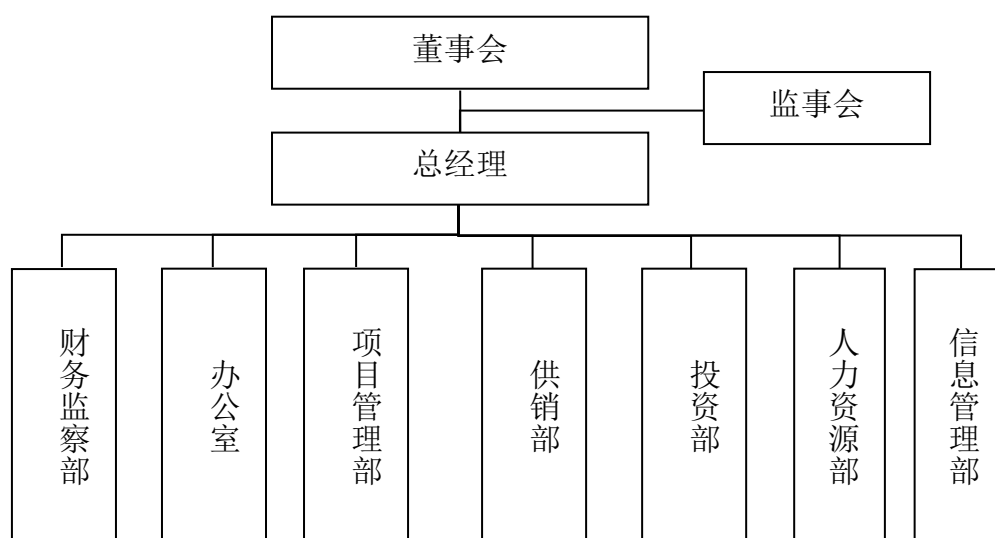 董事会
监事会
总经理
财务监察部
办公室
项目管理部
供销部
投资部
人力资源部
信息管理部